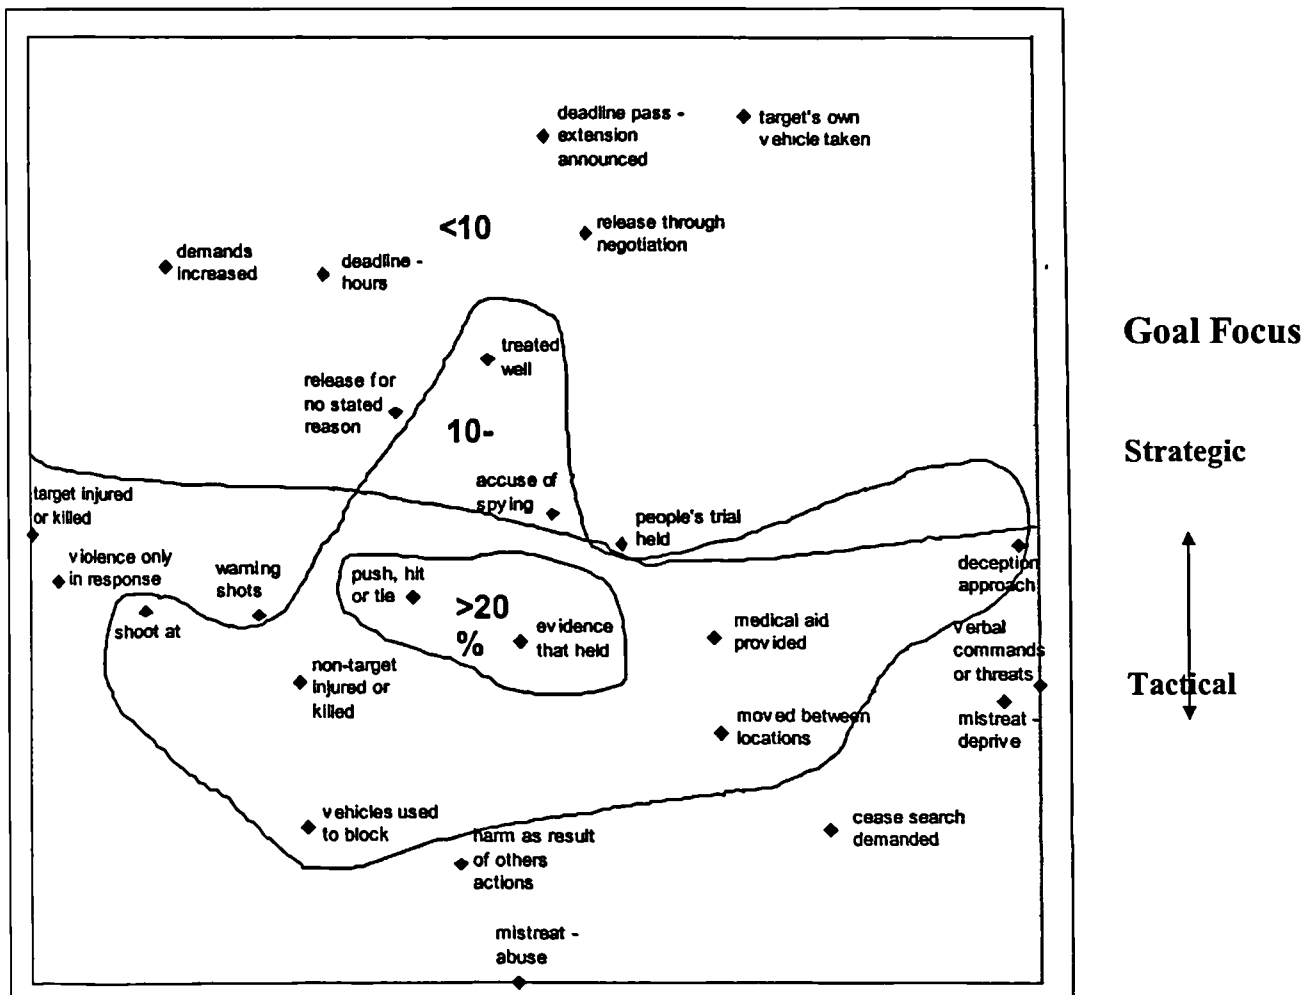 deadline pass -
extension
announced
target's own
vehicle taken
<10
release through
negotiation
demands
increased
deadline -
hours
Goal Focus
treated
well
release for
no stated
reason
10-
Strategic
accuse of
spying
target injured
or killed
people's trial
held
violence only
in response
warning
shots
push, hit
or tie
>20
%
deception
approach
shoot at
evidence
that held
medical aid
provided
verbal
commands
or threats
non-target
injured or
killed
Tactical
moved between
locations
mistreat -
deprive
vehicles used
to block
cease search
demanded
harm as result
of others
actions
mistreat -
abuse